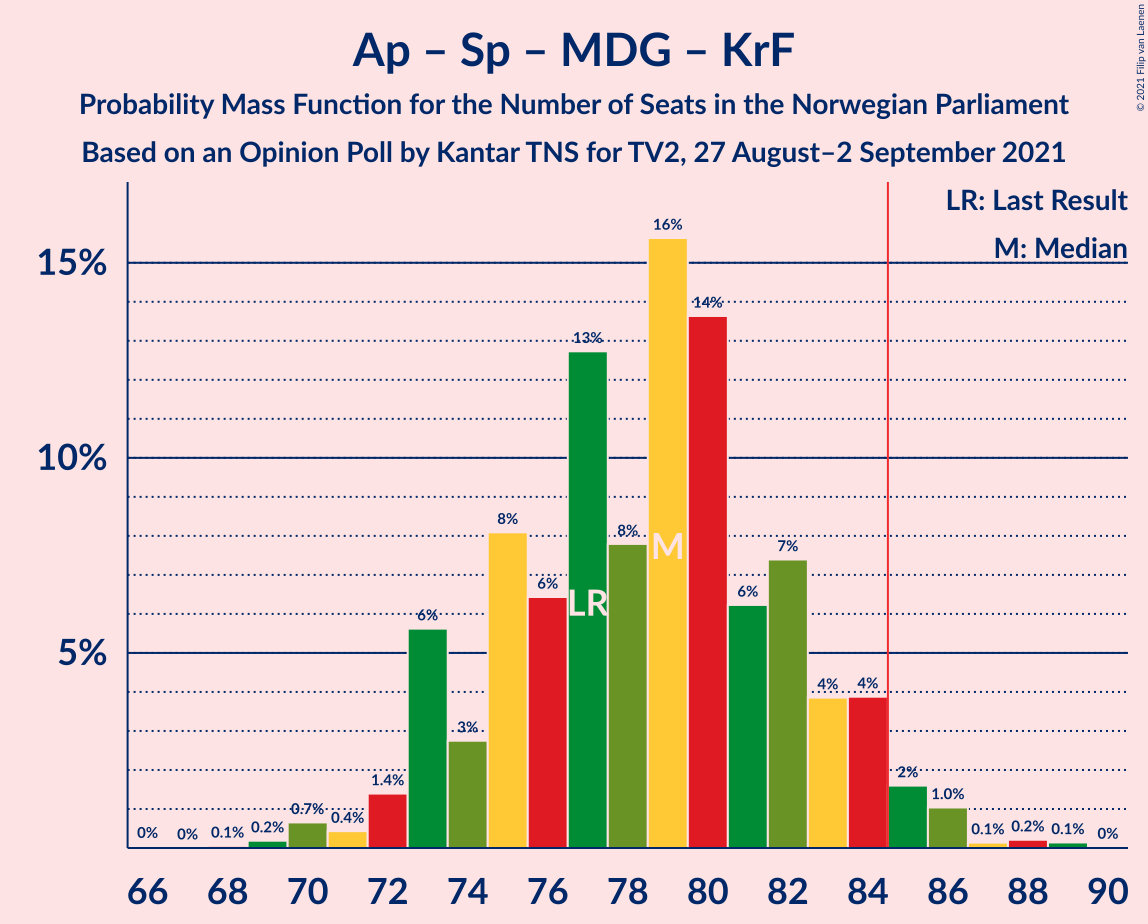 Ap – Sp – MDG – KrF
Probability Mass Function for the Number of Seats in the Norwegian Parliament
Based on an Opinion Poll by Kantar TNS for TV2, 27 August–2 September 2021
© 2021 Filip van Laenen
LR: Last Result
M: Median
15%
10%
5%
0% 0% 0.1% 0.2% 0.7% 0.4% 1.4% 6% 3% 8% 6% 13% 8% 16% 14% 6% 7% 4% 4% 2% 1.0% 0.1% 0.2% 0.1% 0%
LR
M
66 68 70 72 74 76 78 80 82 84 86 88 90